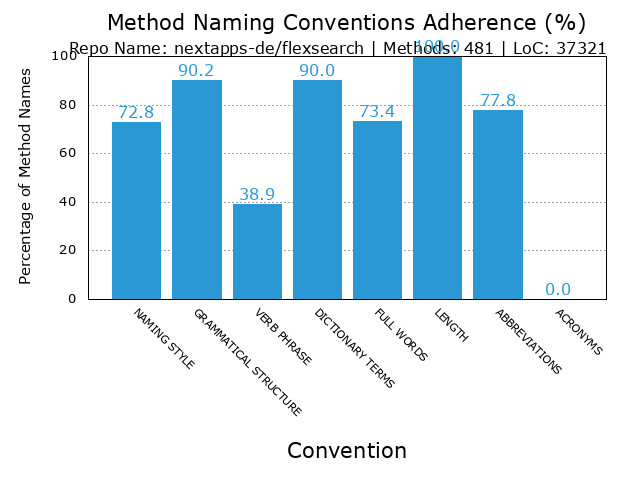 Method Naming Conventions Adherence (%)
Repo Name: nextapps-de/flexsearch | Methods: 481 | LoC: 37321
Percentage of Method Names
100
80
60
40
20
0
72.8
90.2
38.9
90.0
73.4
100.0
77.8
0.0
NAMING STYLE
GRAMMATICAL STRUCTURE
VERB PHRASE
DICTIONARY TERMS
FULL WORDS
LENGTH
ABBREVIATIONS
ACRONYMS
Convention